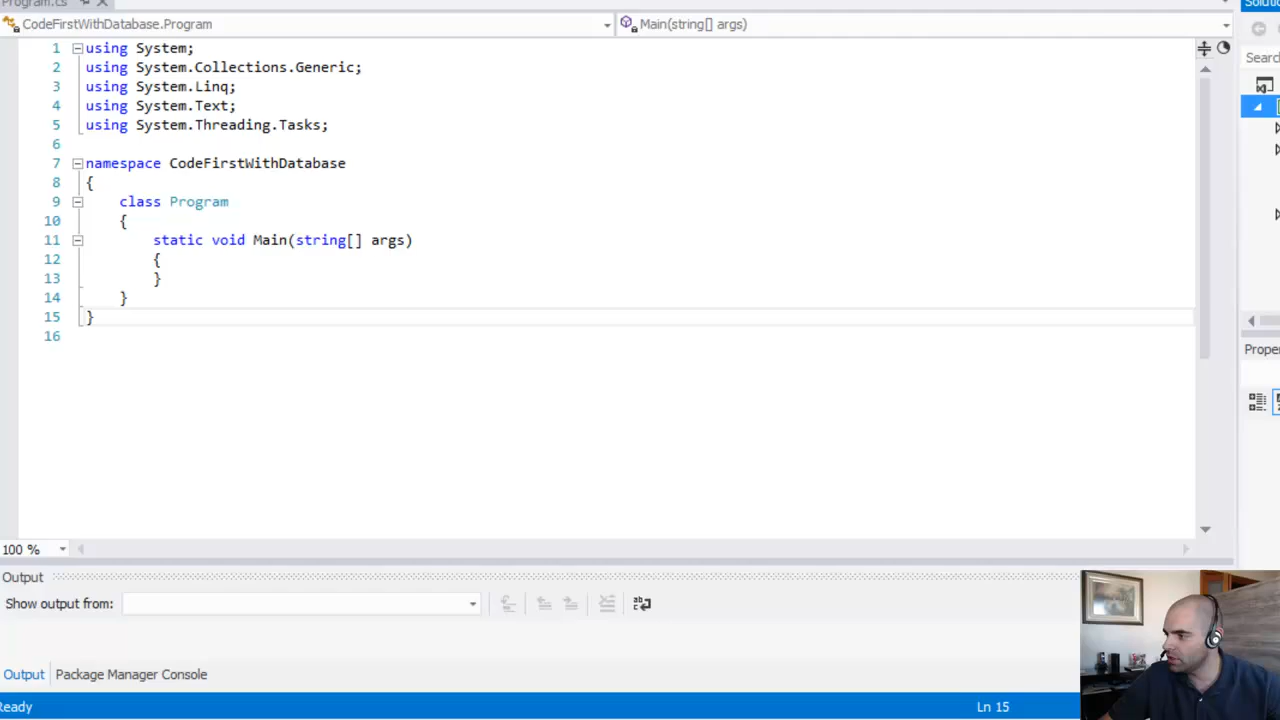 Program.cs
Solutio
CodeFirstWithDatabase.Program
Main(string[] args)
Searc
1 using System;
2 using System.Collections.Generic;
3 using System.Linq;
4 using System.Text;
5 using System.Threading.Tasks;
6
7 namespace CodeFirstWithDatabase
8 {
9 class Program
10 {
11 static void Main(string[] args)
12 {
13 }
14 }
15 }
16
Proper
100 %
Output
Show output from:
Output
Package Manager Console
Ready
Ln 15